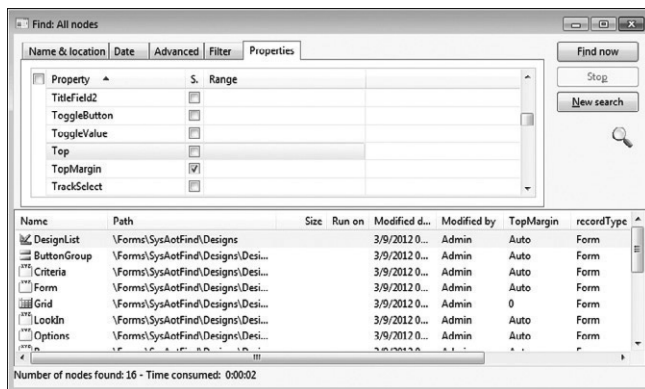 Find: All nodes
Name & location Date Advanced Filter Properties
Find now
Stop
New search
Property S. Range
TitleField2
ToggleButton
ToggleValue
Top
TopMargin
TrackSelect
Name Path Size Run on Modified d... Modified by TopMargin recordType
DesignList \Forms\SysAotFind\Designs 3/9/2012 0... Admin Auto Form
ButtonGroup \Forms\SysAotFind\Designs\Desi... 3/9/2012 0... Admin Auto Form
Criteria \Forms\SysAotFind\Designs\Desi... 3/9/2012 0... Admin Auto Form
Form \Forms\SysAotFind\Designs\Desi... 3/9/2012 0... Admin Auto Form
Grid \Forms\SysAotFind\Designs\Desi... 3/9/2012 0... Admin 0 Form
LookIn \Forms\SysAotFind\Designs\Desi... 3/9/2012 0... Admin Auto Form
Options \Forms\SysAotFind\Designs\Desi... 3/9/2012 0... Admin Auto Form
Number of nodes found: 16 - Time consumed: 0:00:02